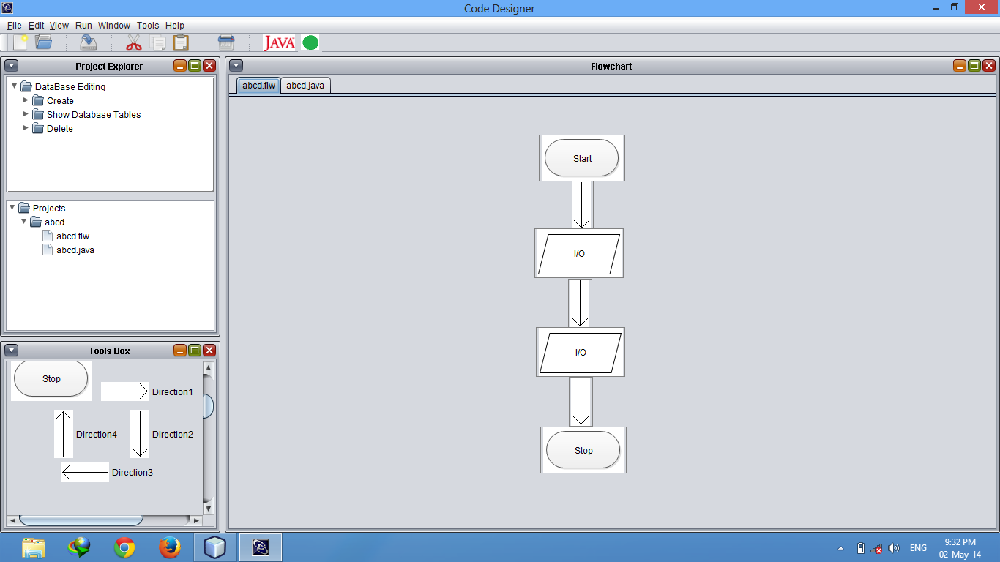 Code Designer
File Edit View Run Window Tools Help
JAVA
Project Explorer
DataBase Editing
Create
Show Database Tables
Delete
Projects
abcd
abcd.flw
abcd.java
Tools Box
Stop
Direction1
Direction4
Direction2
Direction3
Flowchart
abcd.flw abcd.java
Start
I/O
I/O
Stop
ENG
9:32 PM
02-May-14